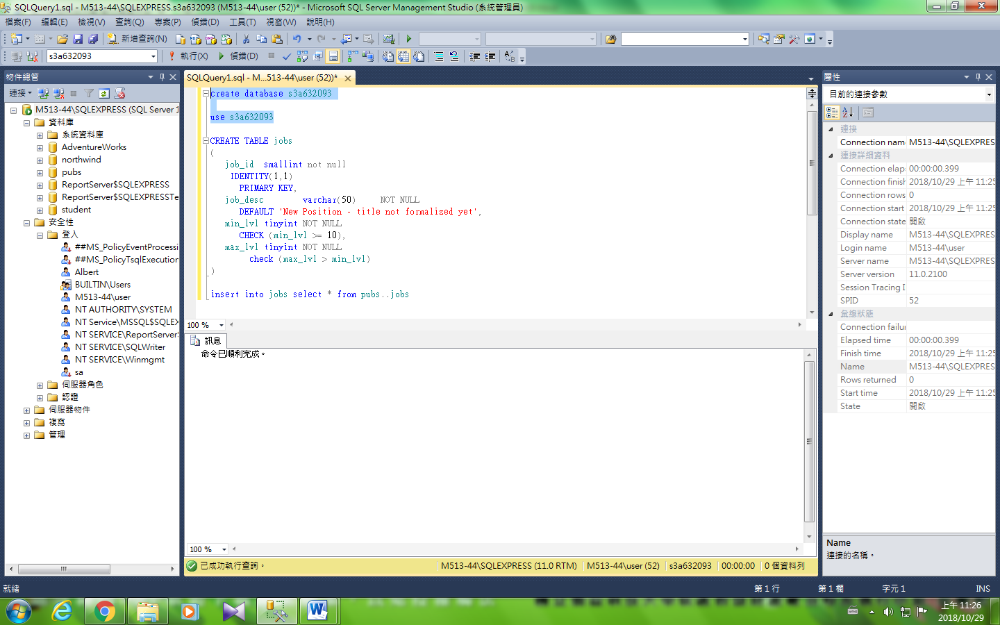 SQLQuery1.sql - M513-44\SQLEXPRESS.s3a632093 (M513-44\user (52))* - Microsoft SQL Server Management Studio (系統管理員)
檔案(F) 編輯(E) 檢視(V) 查詢(Q) 專案(P) 偵錯(D) 工具(T) 視窗(W) 說明(H)
新增查詢(N)
s3a632093 執行(X) 偵錯(D)
物件總管
連接
M513-44\SQLEXPRESS (SQL Server 1
資料庫
系統資料庫
AdventureWorks
northwind
pubs
ReportServer$SQLEXPRESS
ReportServer$SQLEXPRESSTe
student
安全性
登入
##MS_PolicyEventProcessi
##MS_PolicyTsqlExecution
Albert
BUILTIN\Users
M513-44\user
NT AUTHORITY\SYSTEM
NT Service\MSSQL$SQLEX
NT SERVICE\ReportServer$
NT SERVICE\SQLWriter
NT SERVICE\Winmgmt
sa
伺服器角色
認證
伺服器物件
複寫
管理
SQLQuery1.sql - M...513-44\user (52))*
create database s3a632093
use s3a632093
CREATE TABLE jobs
(
job_id smallint not null
IDENTITY(1,1)
PRIMARY KEY,
job_desc varchar(50) NOT NULL
DEFAULT 'New Position - title not formalized yet',
min_lvl tinyint NOT NULL
CHECK (min_lvl >= 10),
max_lvl tinyint NOT NULL
check (max_lvl > min_lvl)
)
insert into jobs select * from pubs..jobs
100 %
訊息
命令已順利完成。
100 %
已成功執行查詢。 M513-44\SQLEXPRESS (11.0 RTM) M513-44\user (52) s3a632093 00:00:00 0 個資料列
屬性
目前的連接參數
連接
Connection nam M513-44\SQLEXPRES
連接詳細資料
Connection elap 00:00:00.399
Connection finish 2018/10/29 上午 11:25
Connection rows 0
Connection start 2018/10/29 上午 11:25
Connection state 開啟
Display name M513-44\SQLEXPRES
Login name M513-44\user
Server name M513-44\SQLEXPRES
Server version 11.0.2100
Session Tracing I
SPID 52
彙總狀態
Connection failur
Elapsed time 00:00:00.399
Finish time 2018/10/29 上午 11:25
Name M513-44\SQLEXPRES
Rows returned 0
Start time 2018/10/29 上午 11:25
State 開啟
Name
連接的名稱。
就緒 第 1 行 第 1 欄 字元 1 INS
上午 11:26
2018/10/29